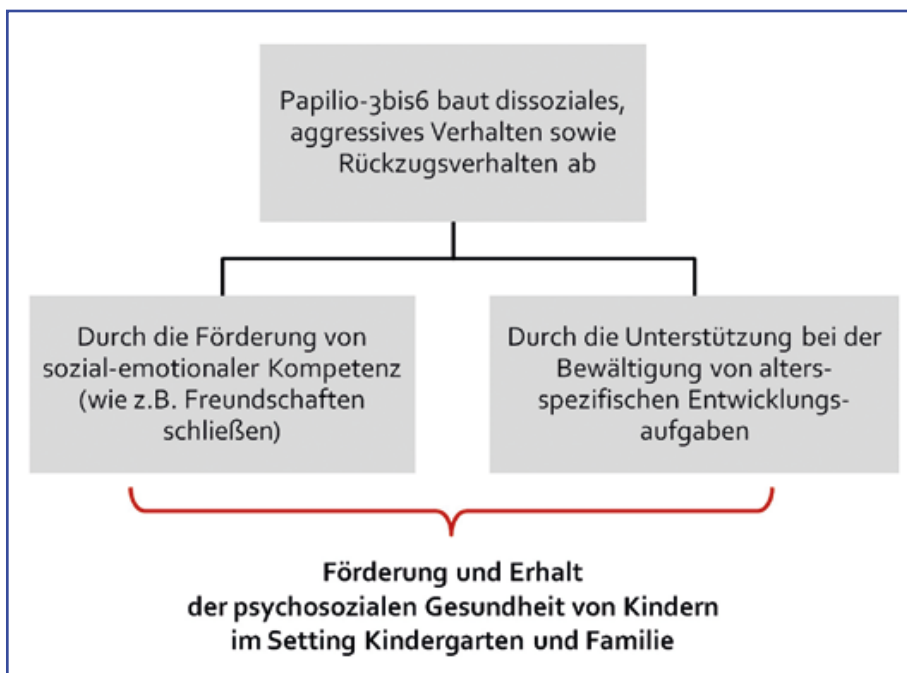 Papilio-3bis6 baut dissoziales,
aggressives Verhalten sowie
Rückzugsverhalten ab
Durch die Förderung von
sozial-emotionaler Kompetenz
(wie z.B. Freundschaften
schließen)
Durch die Unterstützung bei der
Bewältigung von alters-
spezifischen Entwicklungs-
aufgaben
Förderung und Erhalt
der psychosozialen Gesundheit von Kindern
im Setting Kindergarten und Familie